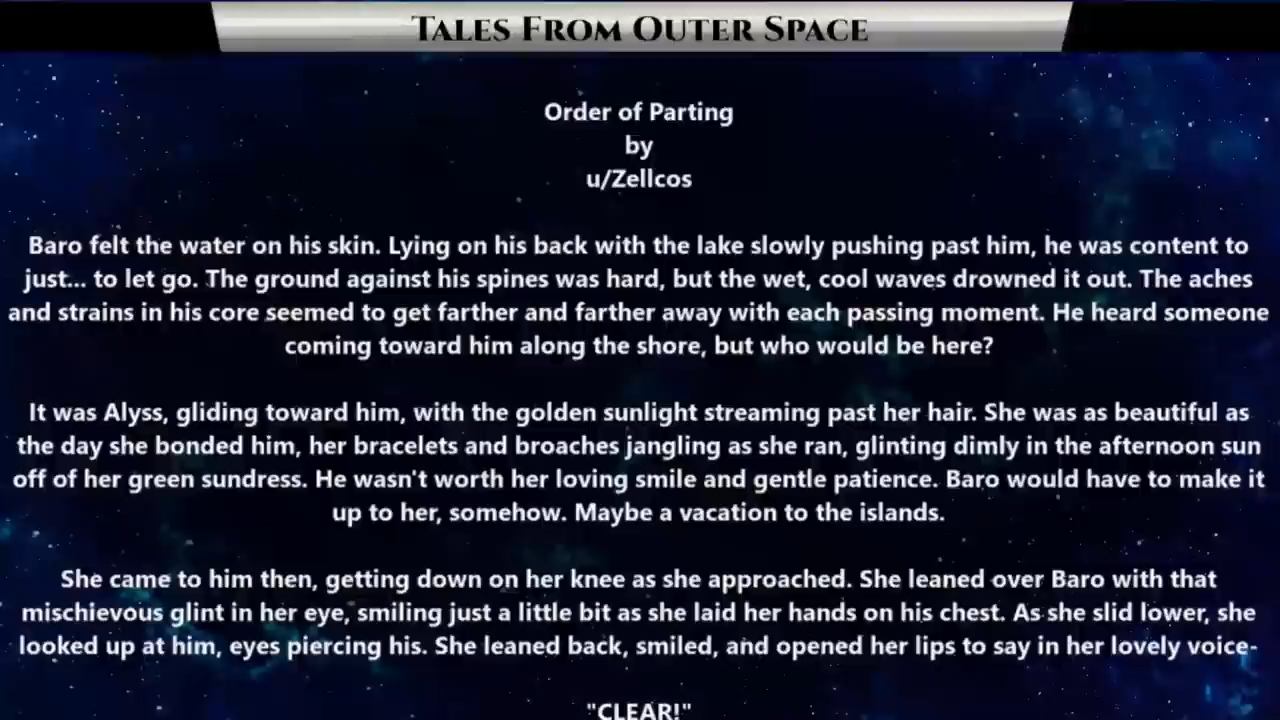 Tales From Outer Space
Order of Parting
by
u/Zellcos
Baro felt the water on his skin. Lying on his back with the lake slowly pushing past him, he was content to
just... to let go. The ground against his spines was hard, but the wet, cool waves drowned it out. The aches
and strains in his core seemed to get farther and farther away with each passing moment. He heard someone
coming toward him along the shore, but who would be here?
It was Alyss, gliding toward him, with the golden sunlight streaming past her hair. She was as beautiful as
the day she bonded him, her bracelets and broaches jangling as she ran, glinting dimly in the afternoon sun
off of her green sundress. He wasn't worth her loving smile and gentle patience. Baro would have to make it
up to her, somehow. Maybe a vacation to the islands.
She came to him then, getting down on her knee as she approached. She leaned over Baro with that
mischievous glint in her eye, smiling just a little bit as she laid her hands on his chest. As she slid lower, she
looked up at him, eyes piercing his. She leaned back, smiled, and opened her lips to say in her lovely voice-
"CLEAR!"